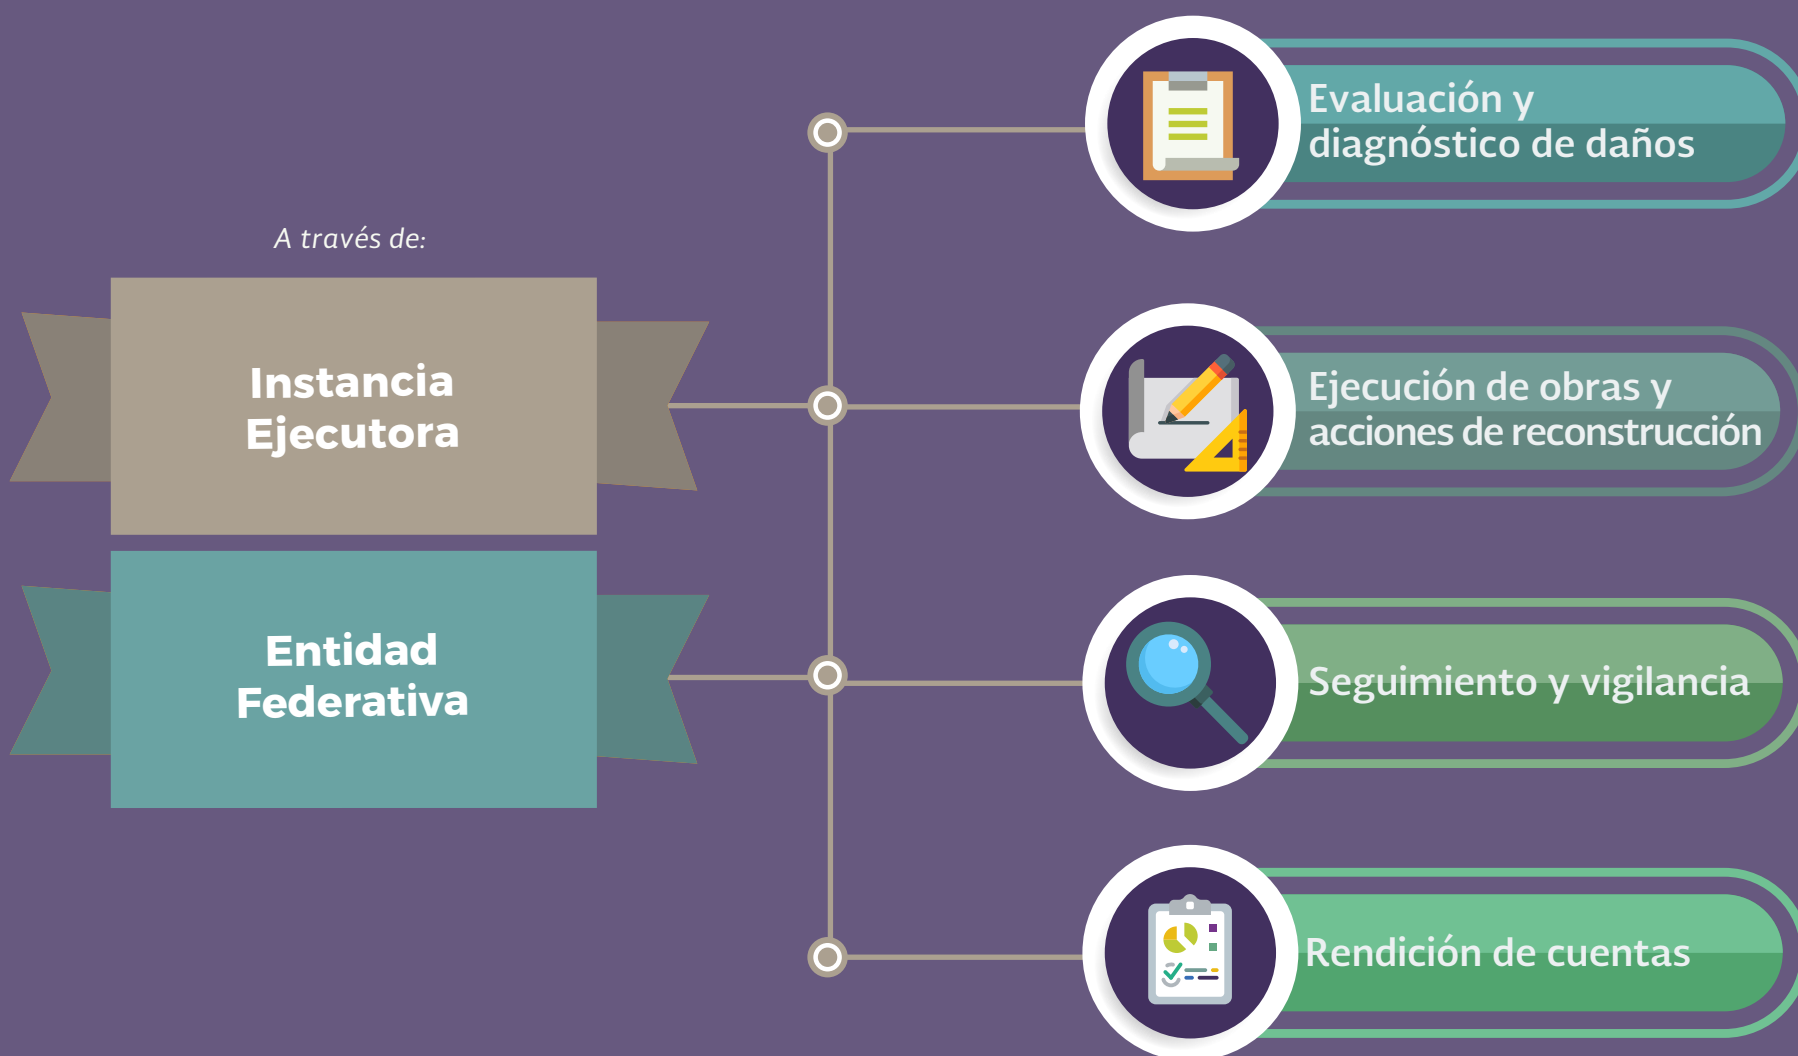 A través de:
Instancia
Ejecutora
Entidad
Federativa
Evaluación y
diagnóstico de daños
Ejecución de obras y
acciones de reconstrucción
Seguimiento y vigilancia
Rendición de cuentas